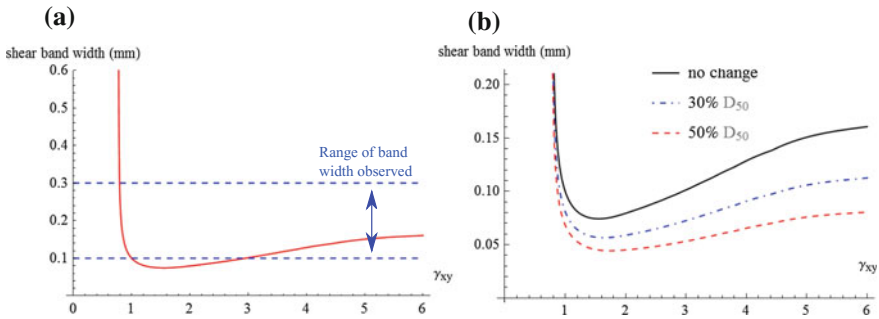 (a)
shear band width (mm)
0.6
0.5
0.4
0.3
0.2
0.1
0
1
2
3
4
5
6
γxy
Range of band
width observed
(b)
shear band width (mm)
0.20
0.15
0.10
0.05
1
2
3
4
5
6
γxy
no change
30% D50
50% D50